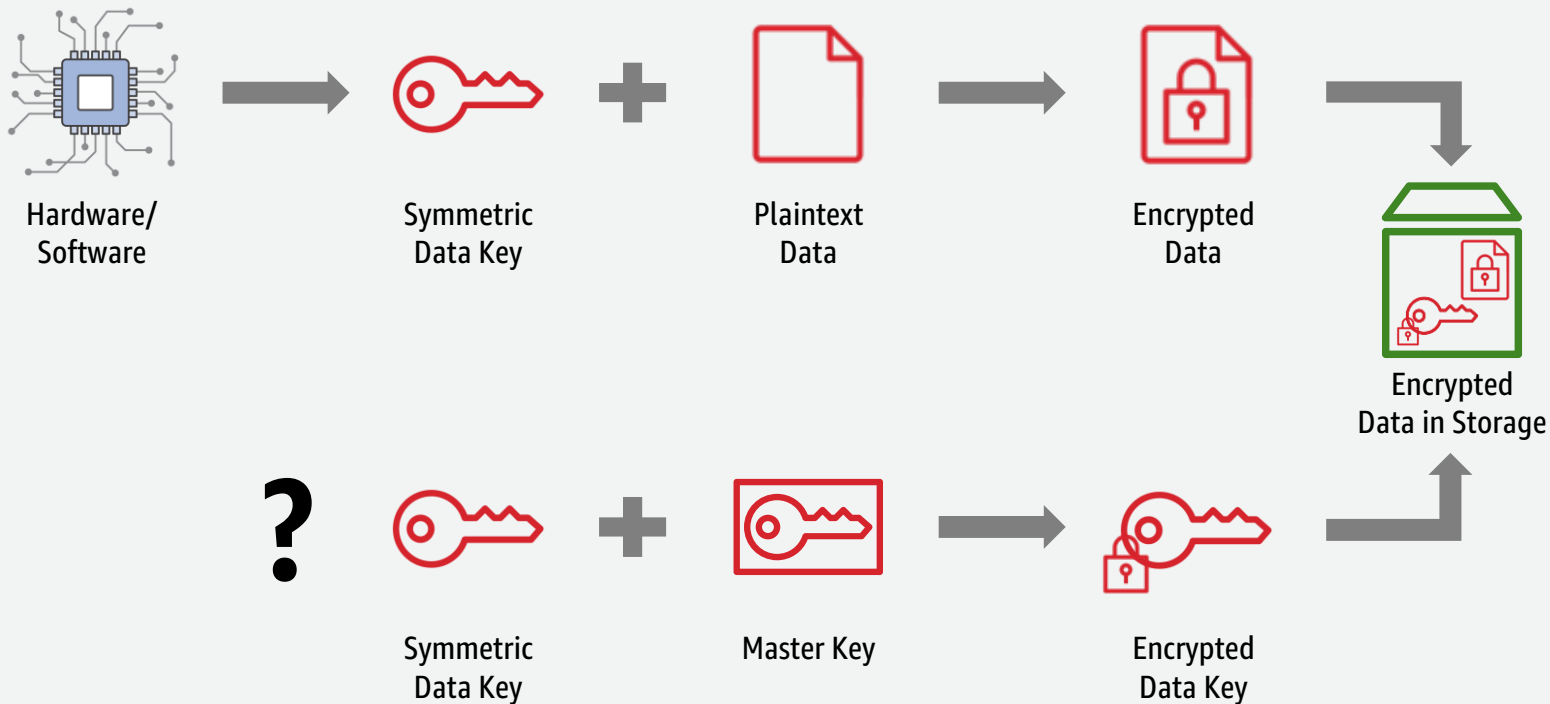 Hardware/
Software
Symmetric
Data Key
Plaintext
Data
Encrypted
Data
Encrypted
Data in Storage
?
Symmetric
Data Key
Master Key
Encrypted
Data Key